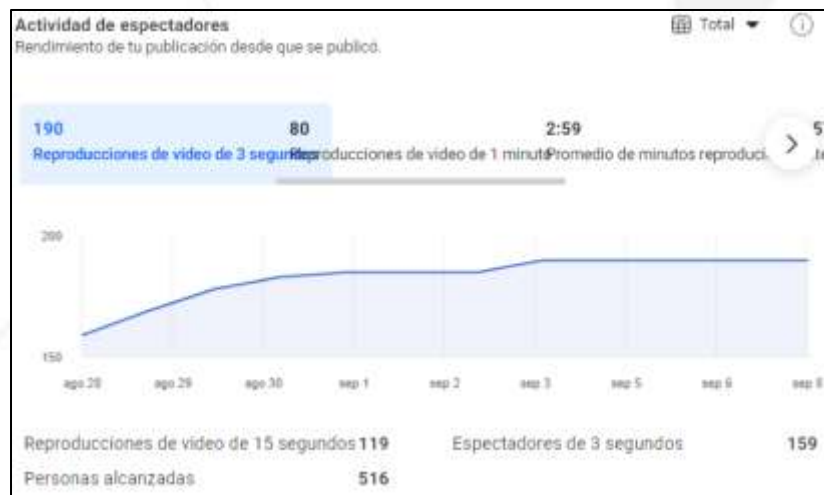 Actividad de espectadores
Total
Rendimiento de tu publicación desde que se publicó.
190
80
2:59
Reproducciones de video de 3
Reproducciones de video de 1 minuto
Promedio de minutos
200
150
ago 28
ago 29
ago 30
sep 1
sep 2
sep 3
sep 5
sep 6
sep 8
Reproducciones de video de 15 segundos 119
Espectadores de 3 segundos 159
Personas alcanzadas 516